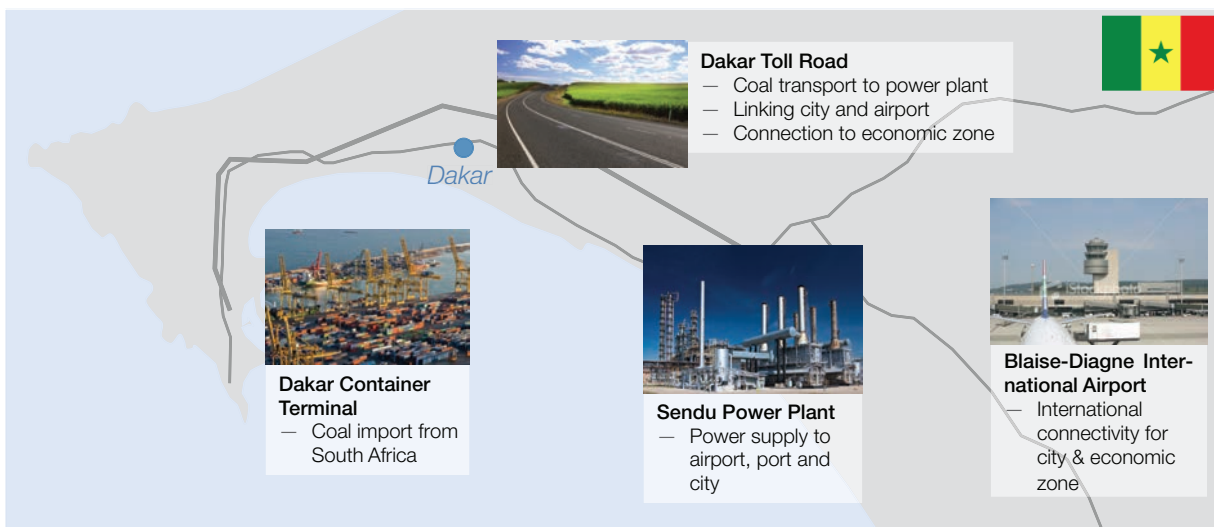 Dakar Toll Road
— Coal transport to power plant
— Linking city and airport
— Connection to economic zone
Dakar
Dakar Container
Terminal
— Coal import from
South Africa
Sendu Power Plant
— Power supply to
airport, port and
city
Blaise-Diagne Inter-
national Airport
— International
connectivity for
city & economic
zone